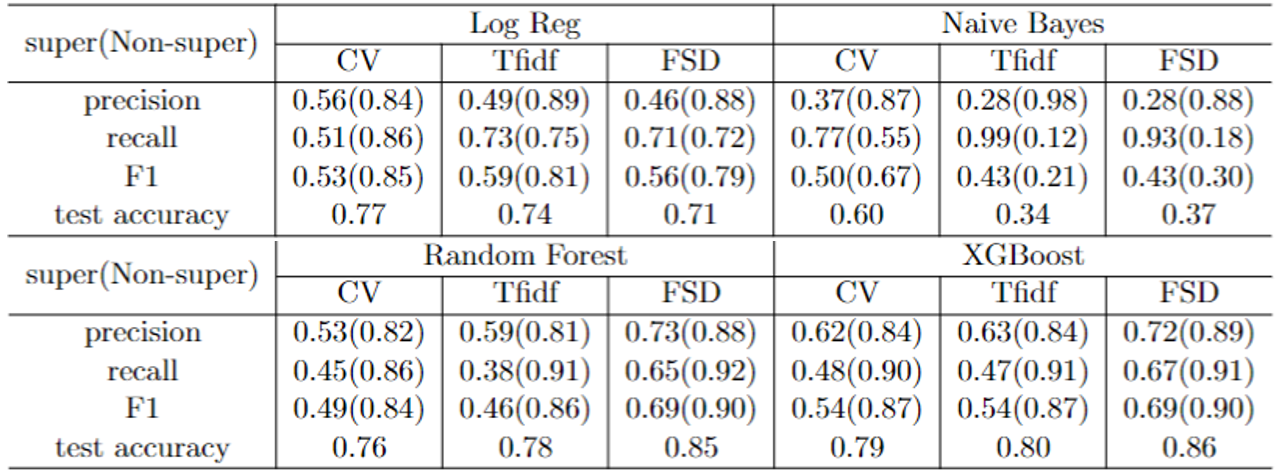 super(Non-super) Log Reg Naive Bayes
CV Tfidf FSD CV Tfidf FSD
precision 0.56(0.84) 0.49(0.89) 0.46(0.88) 0.37(0.87) 0.28(0.98) 0.28(0.88)
recall 0.51(0.86) 0.73(0.75) 0.71(0.72) 0.77(0.55) 0.99(0.12) 0.93(0.18)
F1 0.53(0.85) 0.59(0.81) 0.56(0.79) 0.50(0.67) 0.43(0.21) 0.43(0.30)
test accuracy 0.77 0.74 0.71 0.60 0.34 0.37
super(Non-super) Random Forest XGBoost
CV Tfidf FSD CV Tfidf FSD
precision 0.53(0.82) 0.59(0.81) 0.73(0.88) 0.62(0.84) 0.63(0.84) 0.72(0.89)
recall 0.45(0.86) 0.38(0.91) 0.65(0.92) 0.48(0.90) 0.47(0.91) 0.67(0.91)
F1 0.49(0.84) 0.46(0.86) 0.69(0.90) 0.54(0.87) 0.54(0.87) 0.69(0.90)
test accuracy 0.76 0.78 0.85 0.79 0.80 0.86